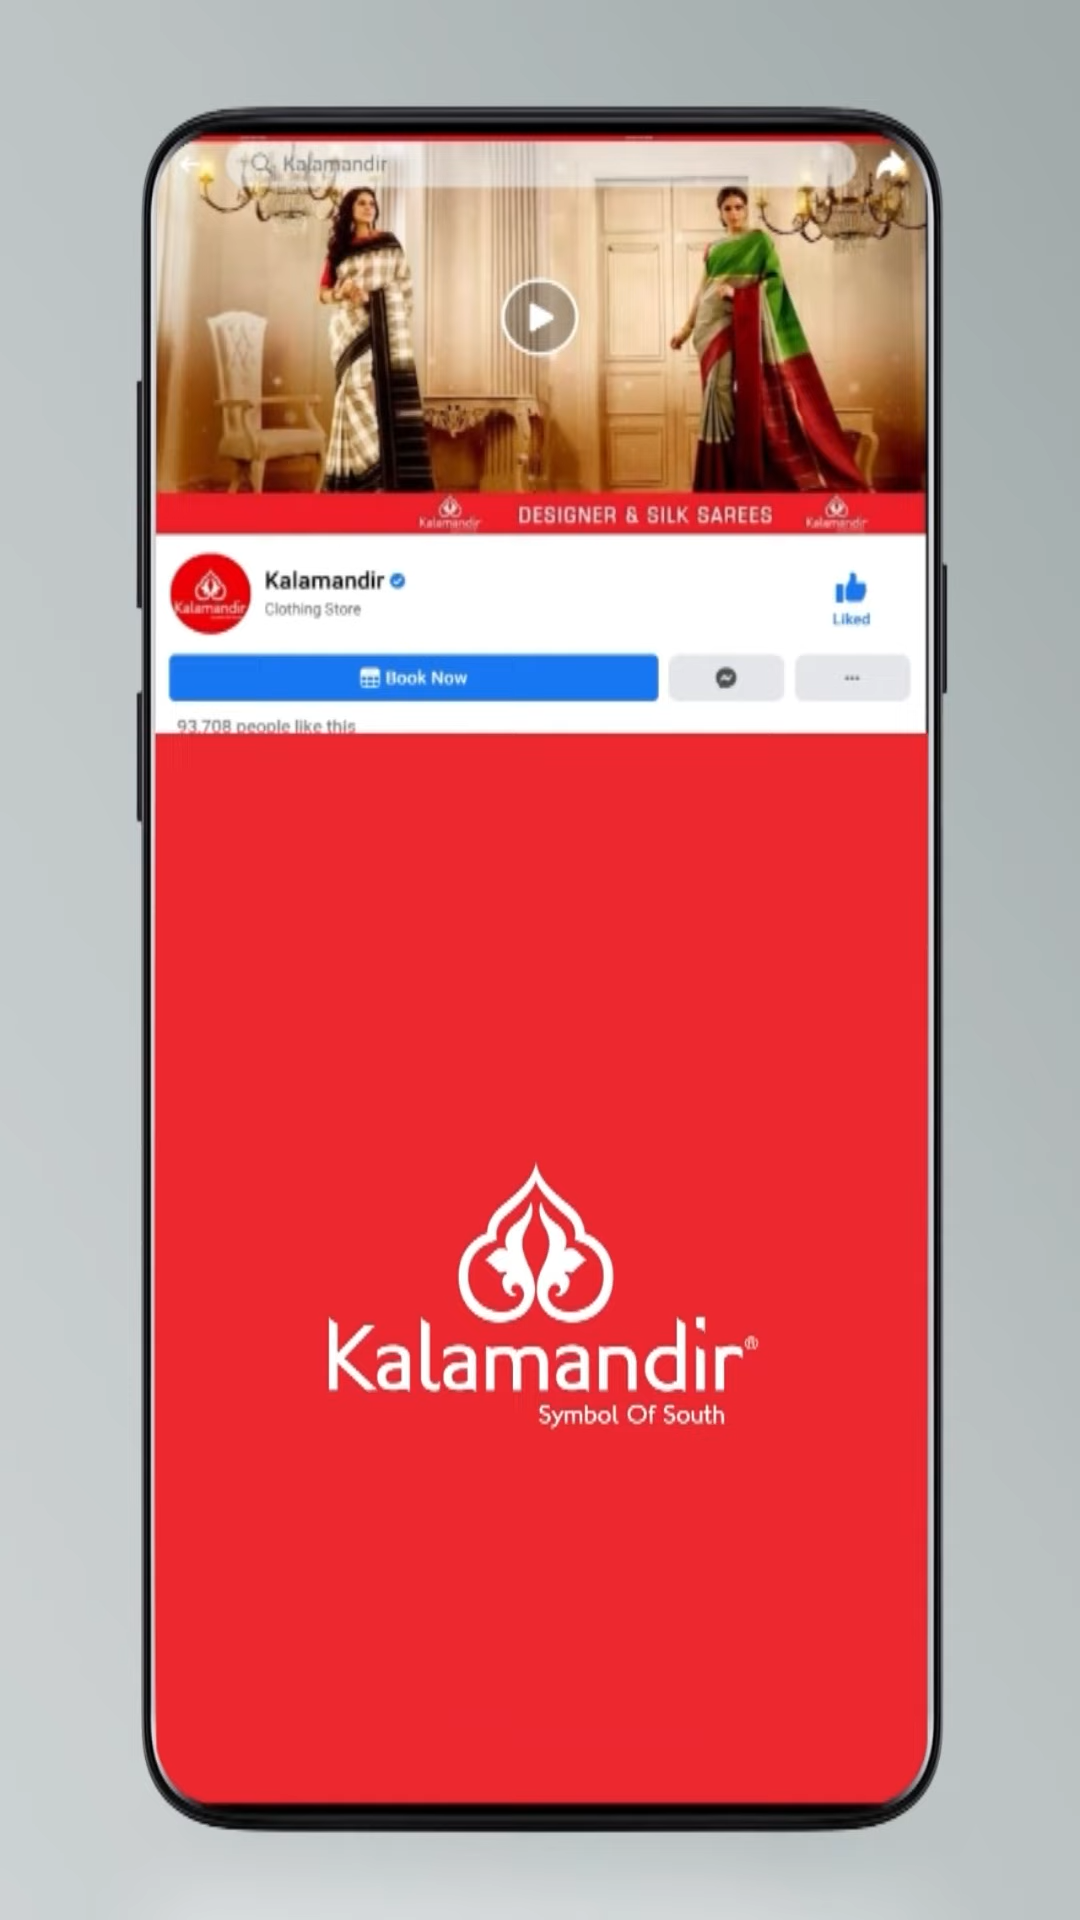 Kalamandir
Kalamandir DESIGNER & SILK SAREES Kalamandir
Kalamandir
Kalamandir
Clothing Store
Liked
Book Now
93,708 people like this
Kalamandir®
Symbol Of South